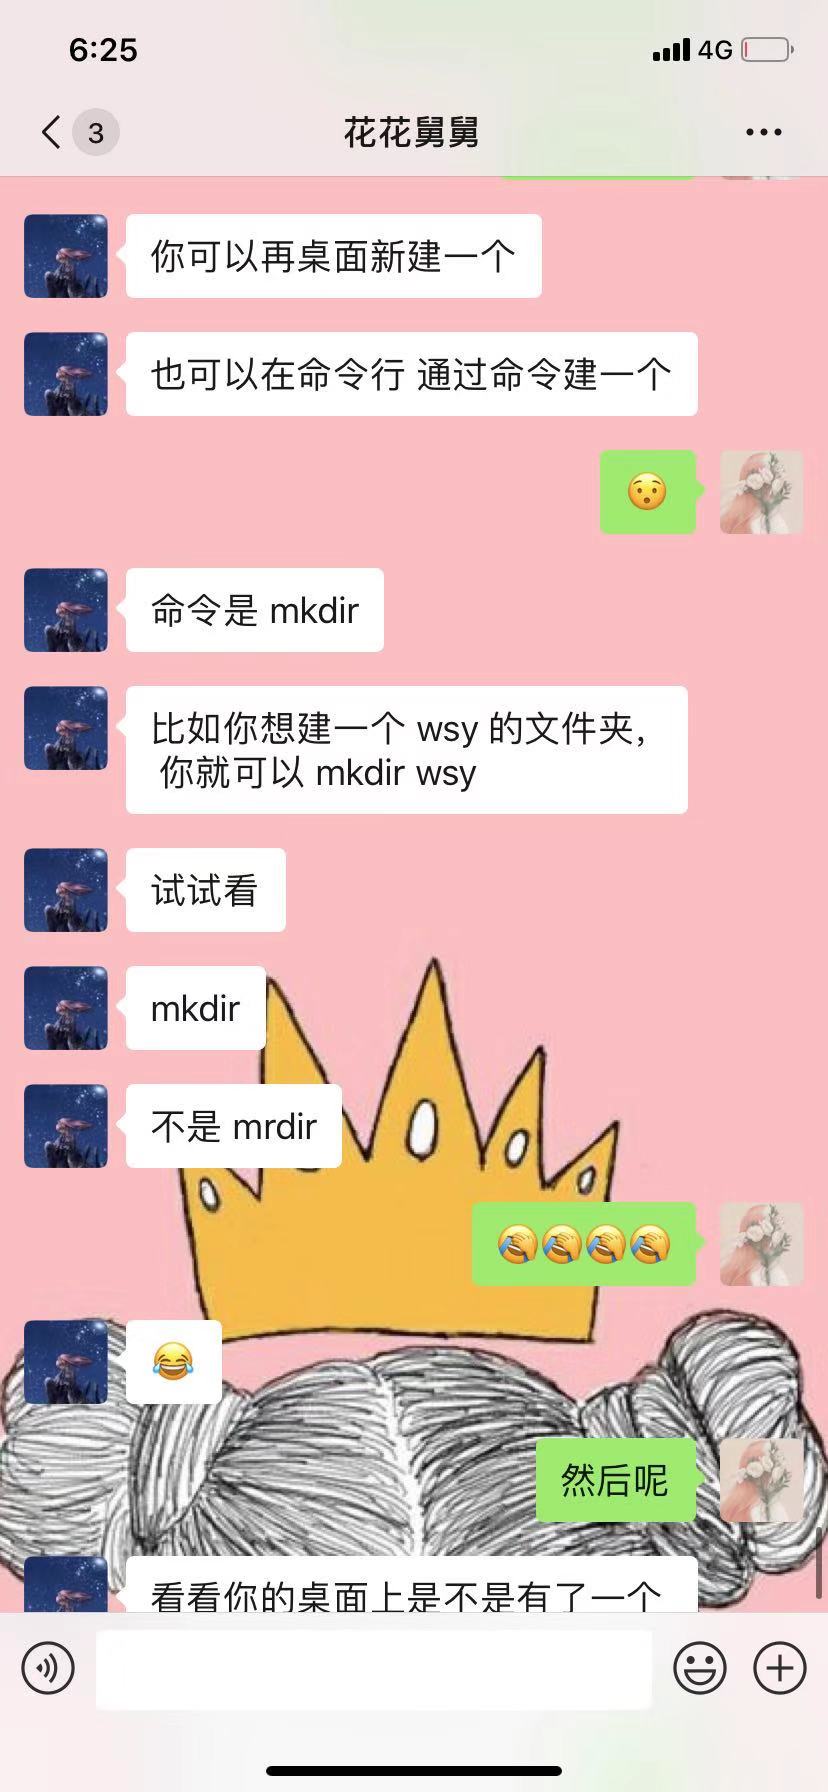 6:25
4G
3
花花舅舅
你可以再桌面新建一个
也可以在命令行 通过命令建一个
😯
命令是 mkdir
比如你想建一个 wsy 的文件夹，
你就可以 mkdir wsy
试试看
mkdir
不是 mrdir
🤦🤦🤦🤦
😂
然后呢
看看你的桌面上是不是有了一个